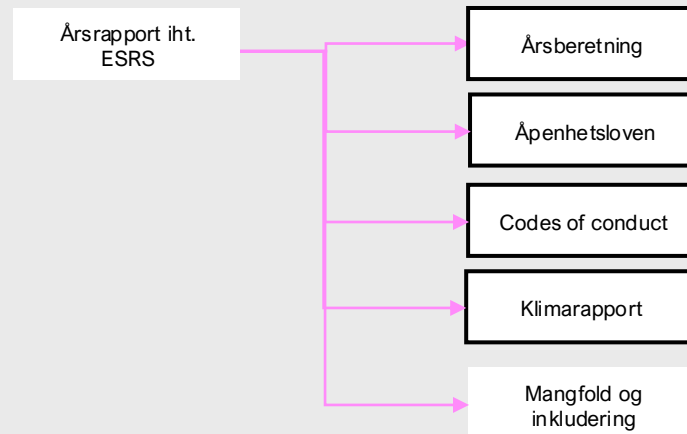 Årsrapport iht.
ESRS
Årsberetning
Åpenhetsloven
Codes of conduct
Klimarapport
Mangfold og
inkludering